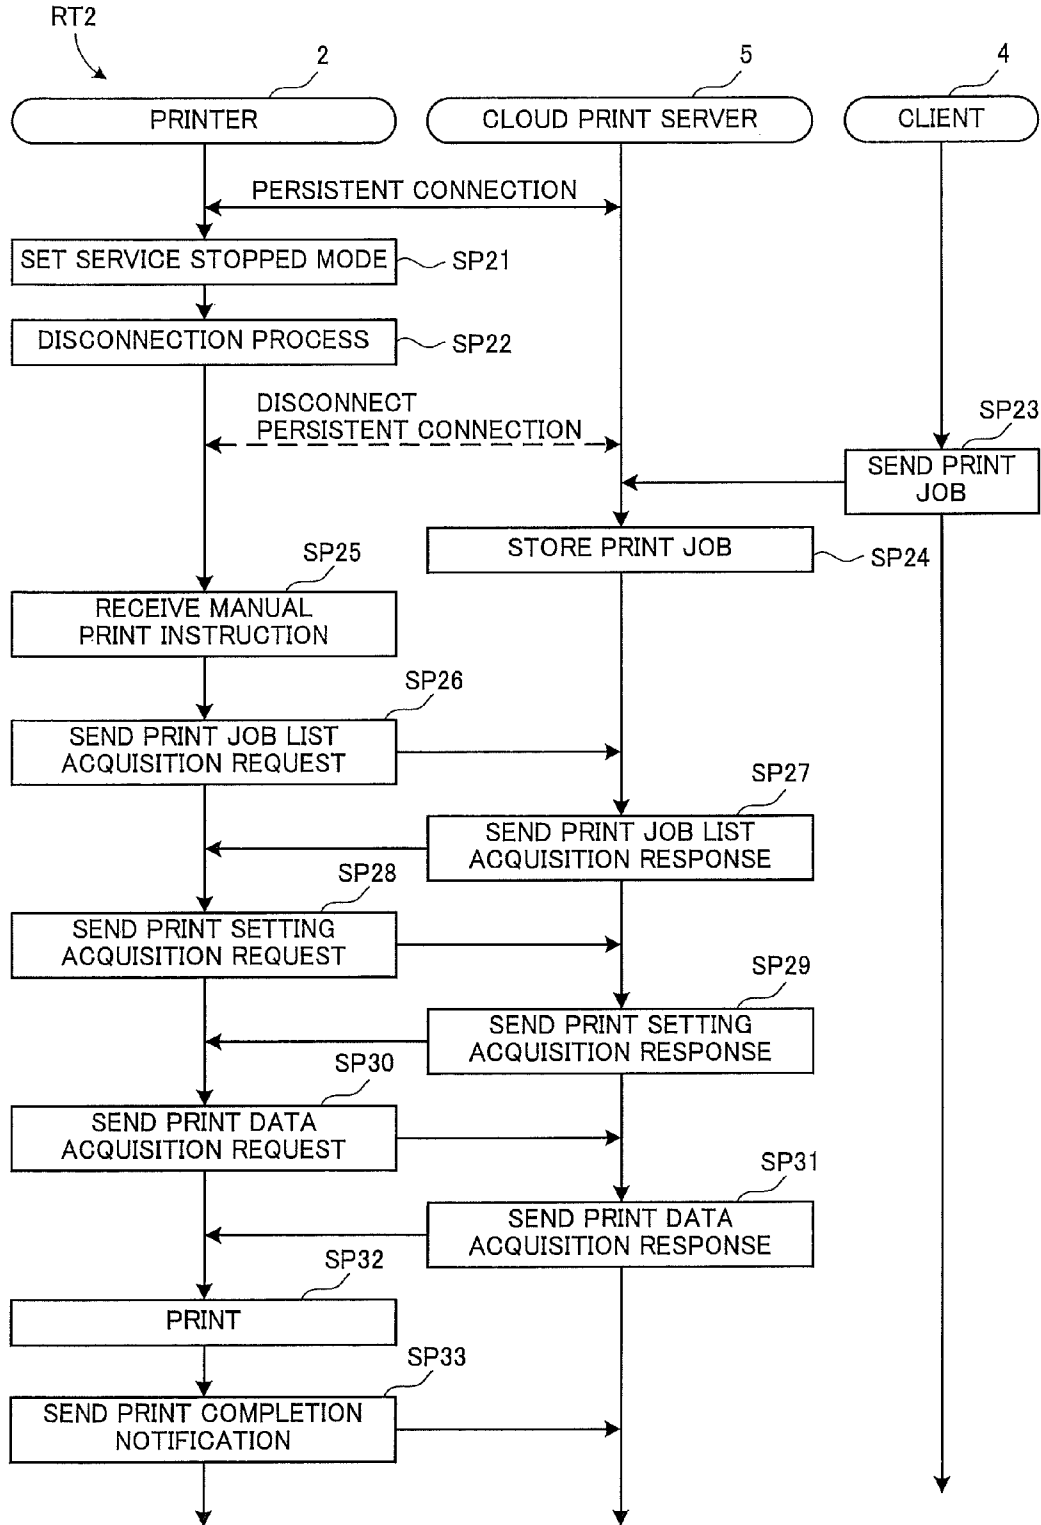 RT2
2
5
4
PRINTER
CLOUD PRINT SERVER
CLIENT
PERSISTENT CONNECTION
SET SERVICE STOPPED MODE
SP21
DISCONNECTION PROCESS
SP22
DISCONNECT
PERSISTENT CONNECTION
SP23
SEND PRINT
JOB
STORE PRINT JOB
SP24
SP25
RECEIVE MANUAL
PRINT INSTRUCTION
SP26
SEND PRINT JOB LIST
ACQUISITION REQUEST
SP27
SEND PRINT JOB LIST
ACQUISITION RESPONSE
SP28
SEND PRINT SETTING
ACQUISITION REQUEST
SP29
SEND PRINT SETTING
ACQUISITION RESPONSE
SP30
SEND PRINT DATA
ACQUISITION REQUEST
SP31
SEND PRINT DATA
ACQUISITION RESPONSE
SP32
PRINT
SP33
SEND PRINT COMPLETION
NOTIFICATION